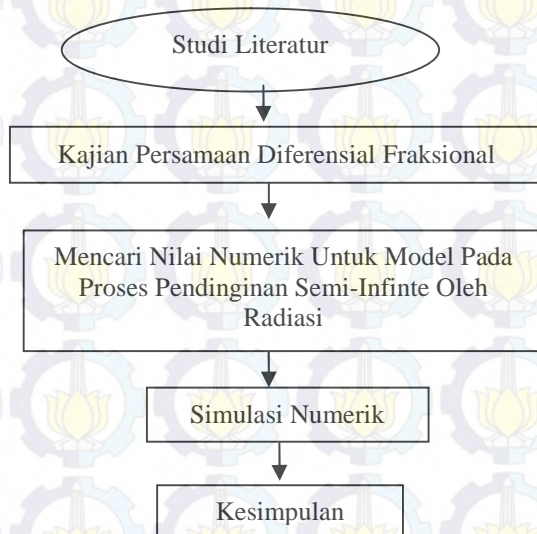 Studi Literatur
Kajian Persamaan Diferensial Fraksional
Mencari Nilai Numerik Untuk Model Pada
Proses Pendinginan Semi-Infinte Oleh
Radiasi
Simulasi Numerik
Kesimpulan